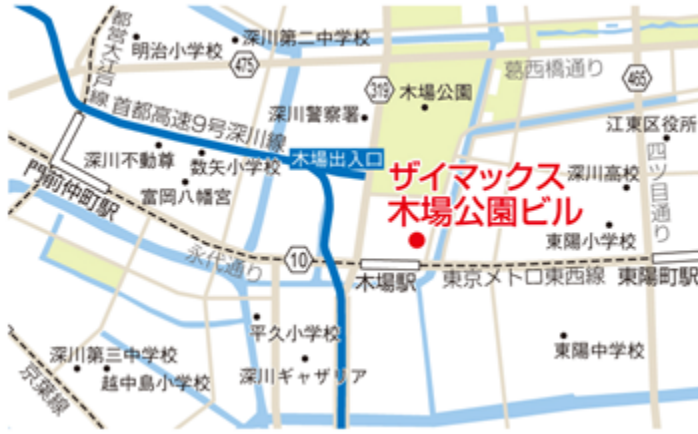 都営大江戸線
明治小学校
深川第二中学校
475
葛西橋通り
465
319
木場公園
首都高速9号深川線
深川警察署
江東区役所
深川不動尊
数矢小学校
木場出入口
ザイマックス
木場公園ビル
深川高校
四ツ目通り
門前仲町駅
富岡八幡宮
東陽小学校
永代通り
10
木場駅
東京メトロ東西線
東陽町駅
平久小学校
深川ギャザリア
東陽中学校
深川第三中学校
越中島小学校
京葉線